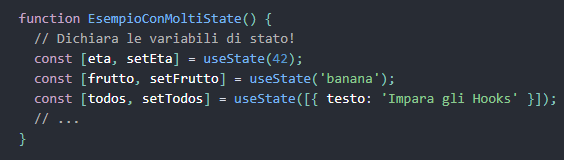 function EsempioConMoltiState() {
  // Dichiara le variabili di stato!
  const [eta, setEta] = useState(42);
  const [frutto, setFrutto] = useState('banana');
  const [todos, setTodos] = useState([{ testo: 'Impara gli Hooks' }]);
  // ...
}